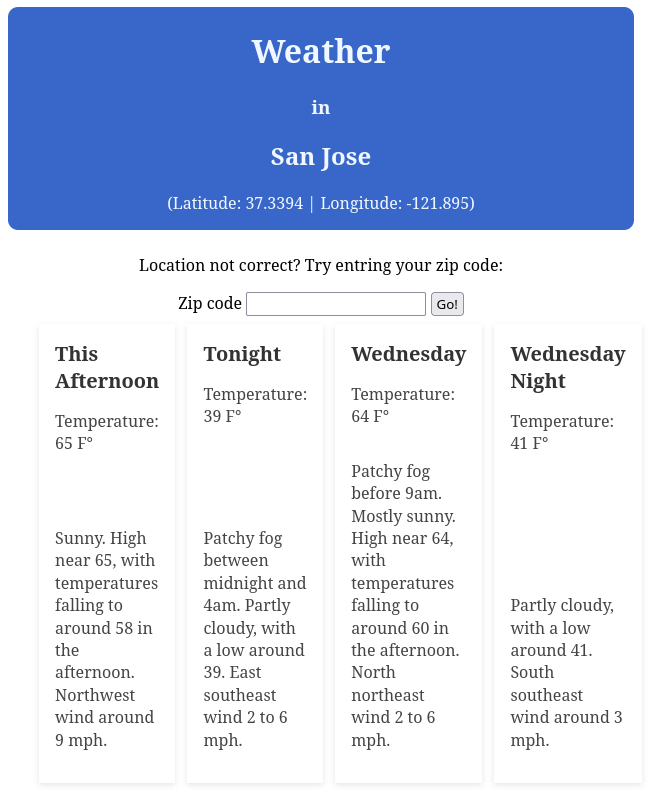 Weather
in
San Jose
(Latitude: 37.3394 | Longitude: -121.895)
Location not correct? Try entring your zip code:
Zip code Go!
This
Afternoon
Temperature:
65 F°
Sunny. High
near 65, with
temperatures
falling to
around 58 in
the
afternoon.
Northwest
wind around
9 mph.
Tonight
Temperature:
39 F°
Patchy fog
between
midnight and
4am. Partly
cloudy, with
a low around
39. East
southeast
wind 2 to 6
mph.
Wednesday
Temperature:
64 F°
Patchy fog
before 9am.
Mostly sunny.
High near 64,
with
temperatures
falling to
around 60 in
the afternoon.
North
northeast
wind 2 to 6
mph.
Wednesday
Night
Temperature:
41 F°
Partly cloudy,
with a low
around 41.
South
southeast
wind around 3
mph.